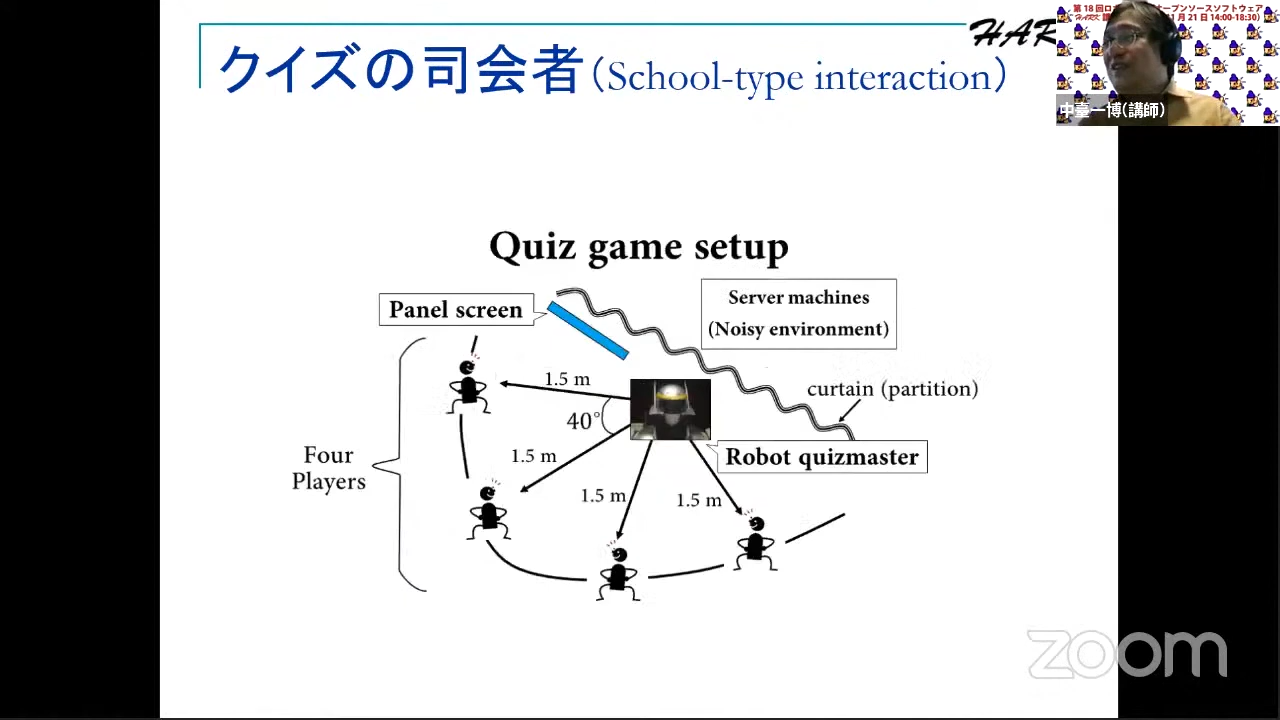 クイズの司会者（School-type interaction）
HAR
中臺一博（講師）
Quiz game setup
Panel screen
Server machines
(Noisy environment)
curtain (partition)
1.5 m
40°
1.5 m
1.5 m
1.5 m
Robot quizmaster
Four
Players
zoom